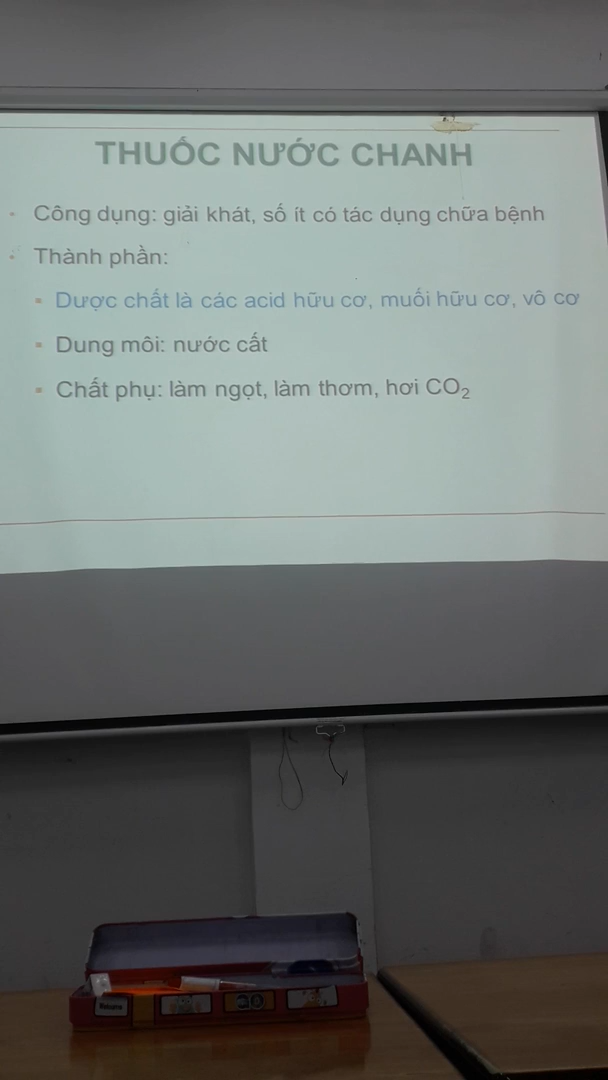 THUỐC NƯỚC CHANH
• Công dụng: giải khát, số ít có tác dụng chữa bệnh
• Thành phần:
▪ Dược chất là các acid hữu cơ, muối hữu cơ, vô cơ
▪ Dung môi: nước cất
▪ Chất phụ: làm ngọt, làm thơm, hơi CO₂